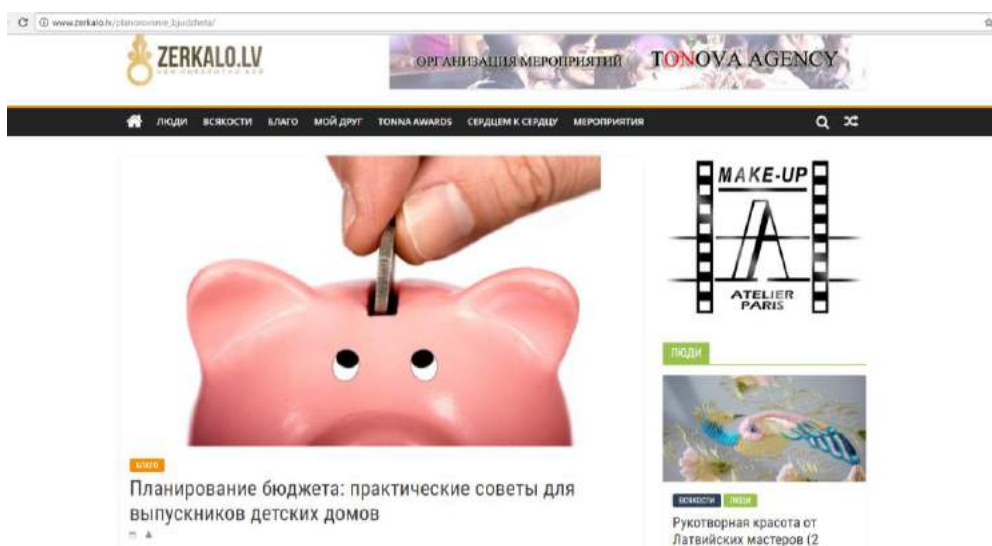 www.zerkalo.lv/planorovanie_bjudzheta/
ZERKALO.LV
ОРГАНИЗАЦИЯ МЕРОПРИЯТИЙ TONOVA AGENCY
ЛЮДИ ВСЯКОСТИ БЛАГО МОЙ ДРУГ TONNA AWARDS СЕРДЦЕМ К СЕРДЦУ МЕРОПРИЯТИЯ
MAKE-UP
A
ATELIER
PARIS
ЛЮДИ
БЛАГО
Планирование бюджета: практические советы для
выпускников детских домов
ВСЯКОСТИ ЛЮДИ
Рукотворная красота от
Латвийских мастеров (2